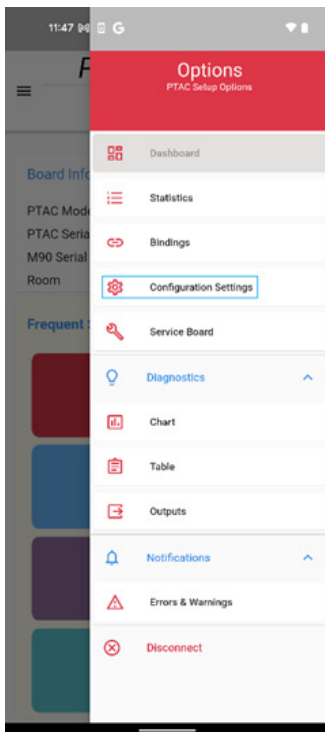 11:47
G
Options
PTAC Setup Options
P
Dashboard
Board Info
Statistics
PTAC Mode
PTAC Seria
Bindings
M90 Serial
Room
Configuration Settings
Frequent S
Service Board
Diagnostics
Chart
Table
Outputs
Notifications
Errors & Warnings
Disconnect